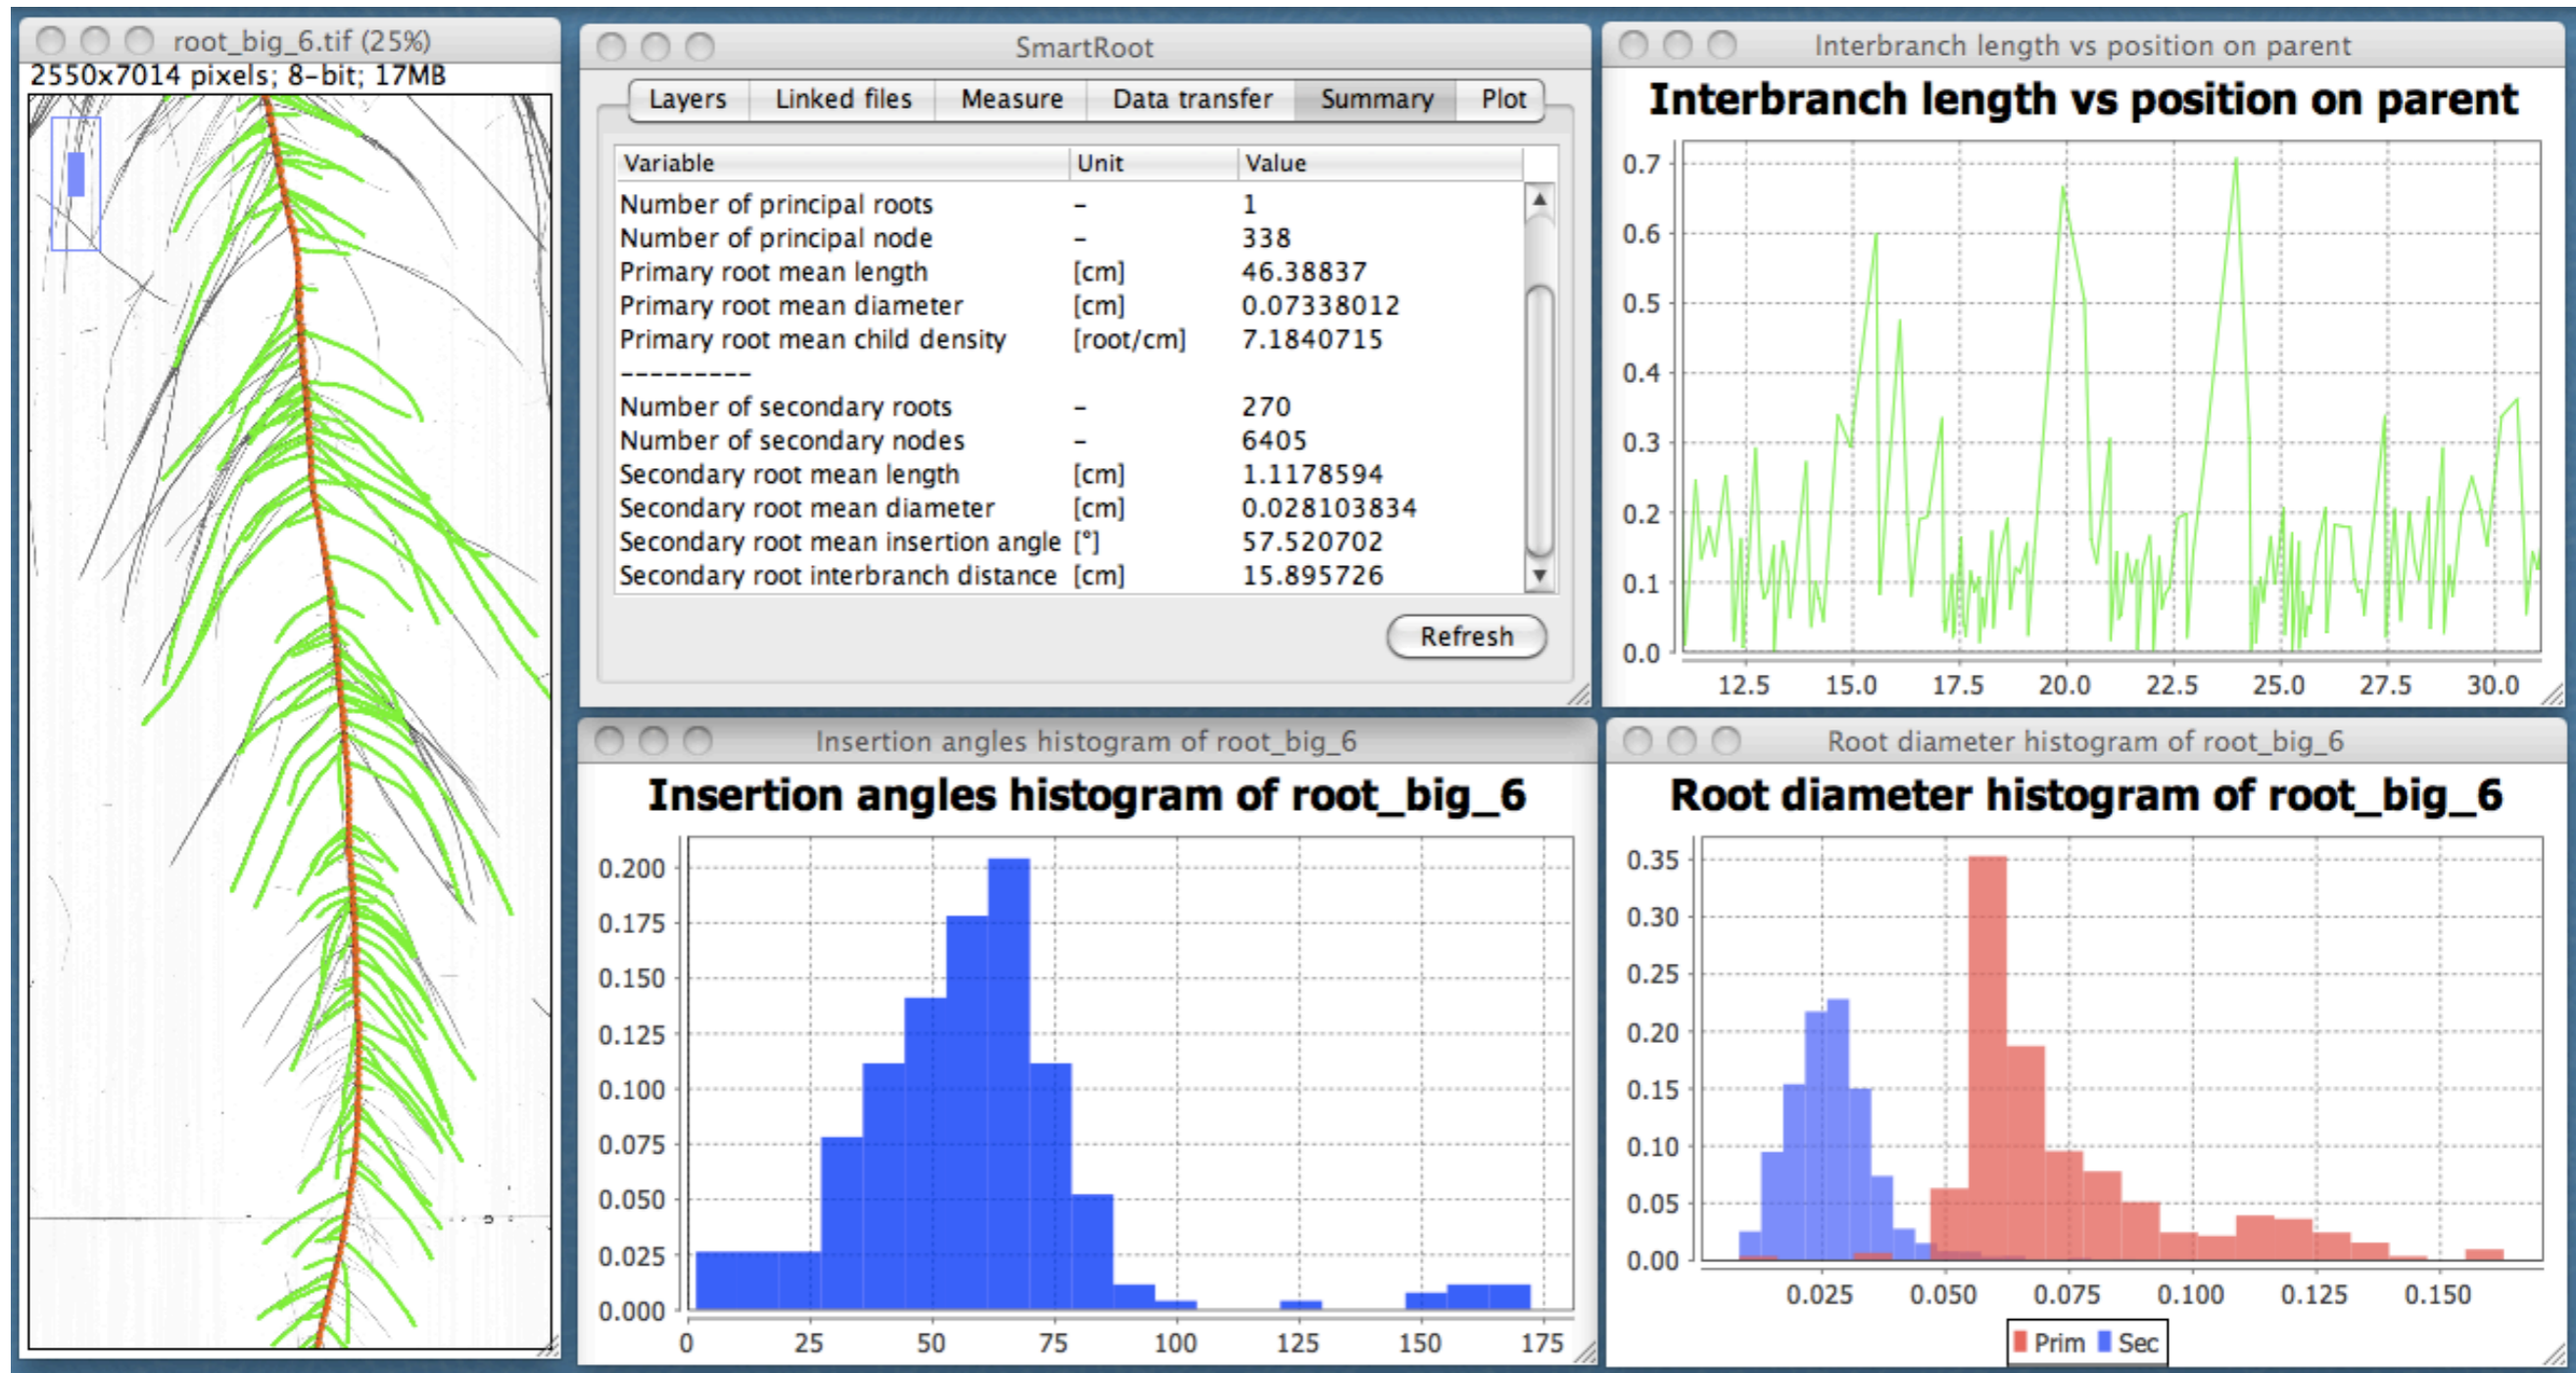 root_big_6.tif (25%)
2550x7014 pixels; 8-bit; 17MB
SmartRoot
Layers Linked files Measure Data transfer Summary Plot
Variable Unit Value
Number of principal roots - 1
Number of principal node - 338
Primary root mean length [cm] 46.38837
Primary root mean diameter [cm] 0.07338012
Primary root mean child density [root/cm] 7.1840715
---------
Number of secondary roots - 270
Number of secondary nodes - 6405
Secondary root mean length [cm] 1.1178594
Secondary root mean diameter [cm] 0.028103834
Secondary root mean insertion angle [°] 57.520702
Secondary root interbranch distance [cm] 15.895726
Refresh
Interbranch length vs position on parent
Interbranch length vs position on parent
0.7
0.6
0.5
0.4
0.3
0.2
0.1
0.0
12.5 15.0 17.5 20.0 22.5 25.0 27.5 30.0
Insertion angles histogram of root_big_6
Insertion angles histogram of root_big_6
0.200
0.175
0.150
0.125
0.100
0.075
0.050
0.025
0.000
0 25 50 75 100 125 150 175
Root diameter histogram of root_big_6
Root diameter histogram of root_big_6
0.35
0.30
0.25
0.20
0.15
0.10
0.05
0.00
0.025 0.050 0.075 0.100 0.125 0.150
Prim Sec